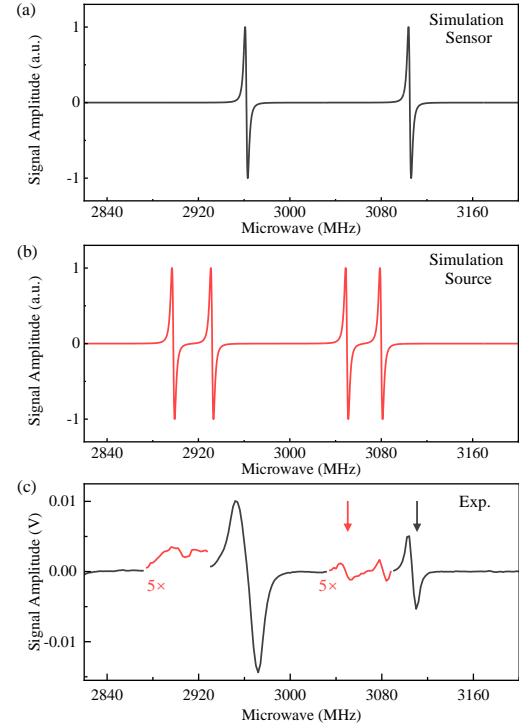 (a)
Simulation
Sensor
Signal Amplitude (a.u.)
1
0
-1
2840 2920 3000 3080 3160
Microwave (MHz)
(b)
Simulation
Source
Signal Amplitude (a.u.)
1
0
-1
2840 2920 3000 3080 3160
Microwave (MHz)
(c)
Exp.
Signal Amplitude (V)
0.01
0.00
-0.01
5×
5×
2840 2920 3000 3080 3160
Microwave (MHz)